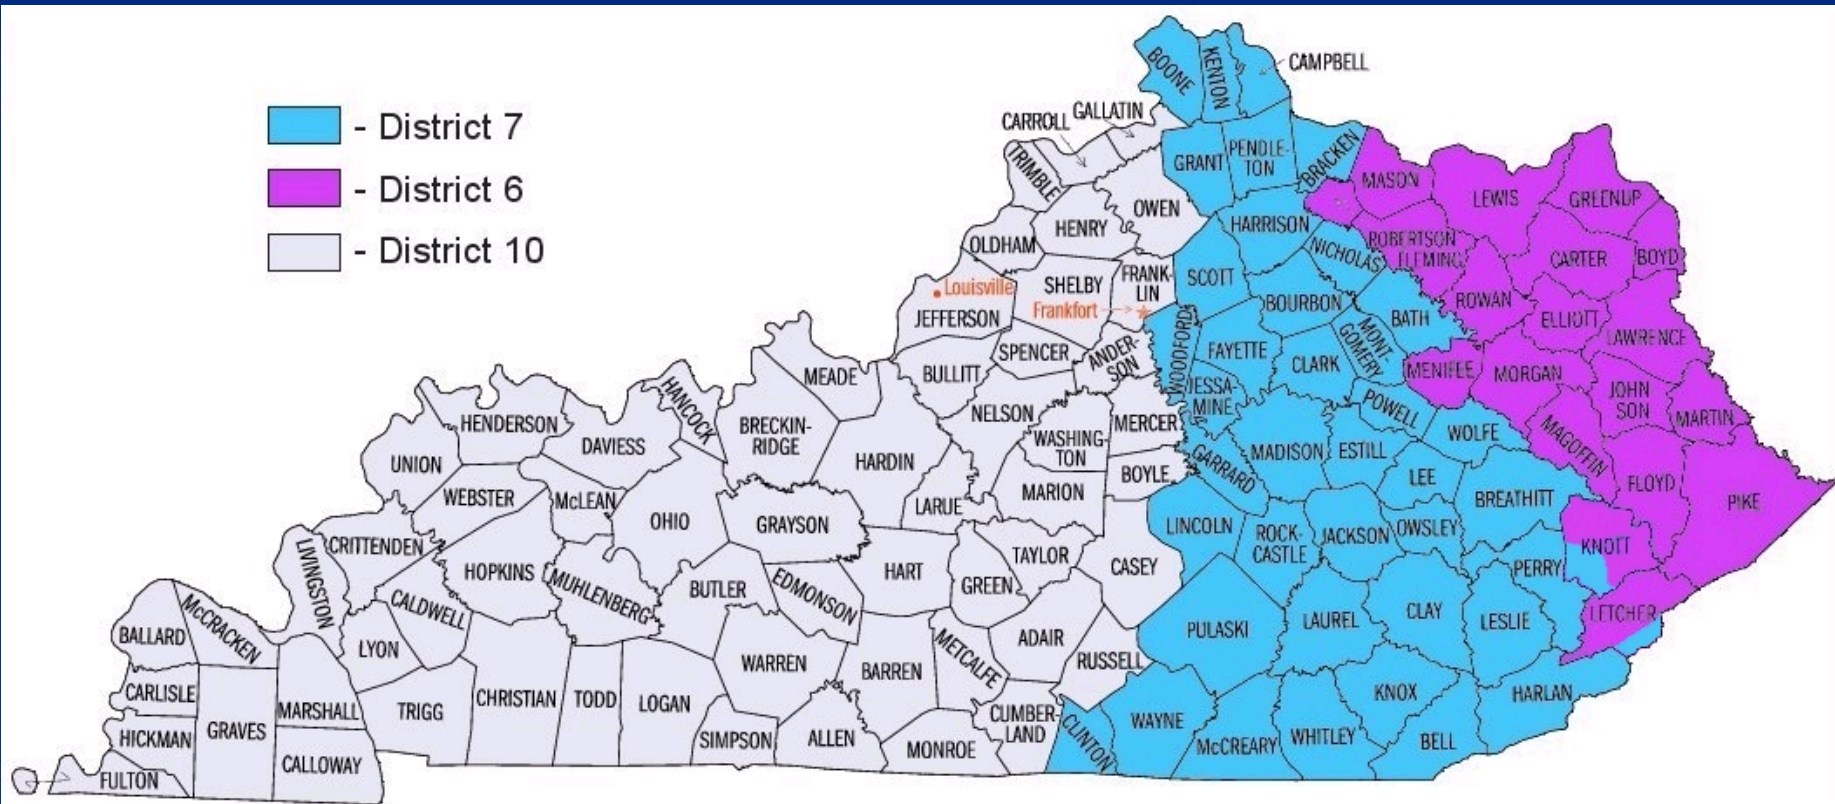 - District 7
- District 6
- District 10
BOONE
KENTON
CAMPBELL
CARROLL
GALLATIN
TRIMBLE
GRANT
PENDLE-
TON
BRACKEN
MASON
LEWIS
GREENUP
OWEN
HENRY
OLDHAM
HARRISON
NICHOLAS
ROBERTSON
FLEMING
CARTER
BOYD
Louisville
JEFFERSON
SHELBY
FRANK-
LIN
Frankfort
SCOTT
BOURBON
BATH
ROWAN
ELLIOTT
LAWRENCE
SPENCER
ANDER-
SON
WOODFORD
FAYETTE
CLARK
MONT-
GOMERY
MENIFEE
MORGAN
JOHN
SON
MARTIN
MEADE
BULLITT
HANCOCK
BRECKIN-
RIDGE
NELSON
WASHING-
TON
MERCER
JESSA-
MINE
POWELL
WOLFE
MAGOFFIN
HENDERSON
DAVIESS
UNION
WEBSTER
McLEAN
OHIO
GRAYSON
HARDIN
LARUE
MARION
BOYLE
GARRARD
MADISON
ESTILL
LEE
BREATHITT
FLOYD
PIKE
KNOTT
LIVINGSTON
CRITTENDEN
HOPKINS
MUHLENBERG
BUTLER
EDMONSON
HART
GREEN
TAYLOR
CASEY
LINCOLN
ROCK-
CASTLE
JACKSON
OWSLEY
PERRY
LETCHER
BALLARD
McCRACKEN
LYON
CALDWELL
WARREN
BARREN
METCALFE
ADAIR
RUSSELL
PULASKI
LAUREL
CLAY
LESLIE
CARLISLE
GRAVES
MARSHALL
TRIGG
CHRISTIAN
TODD
LOGAN
SIMPSON
ALLEN
MONROE
CUMBER-
LAND
CLINTON
WAYNE
McCREARY
WHITLEY
KNOX
BELL
HARLAN
HICKMAN
FULTON
CALLOWAY